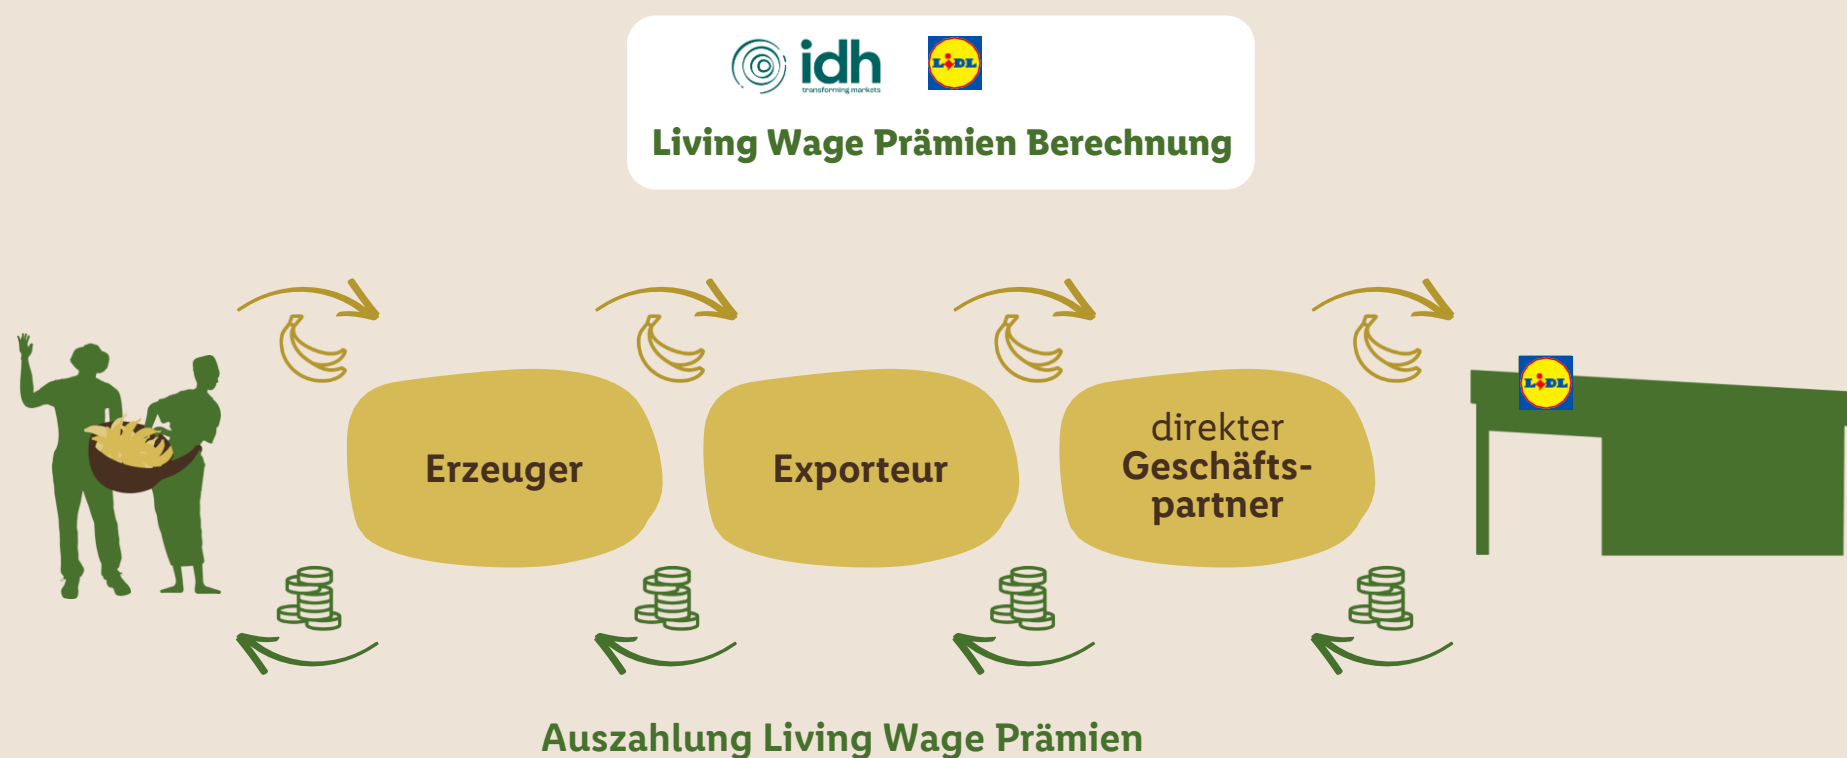 idh
transforming markets
LIDL
Living Wage Prämien Berechnung
LIDL
Erzeuger
Exporteur
direkter
Geschäfts-
partner
Auszahlung Living Wage Prämien